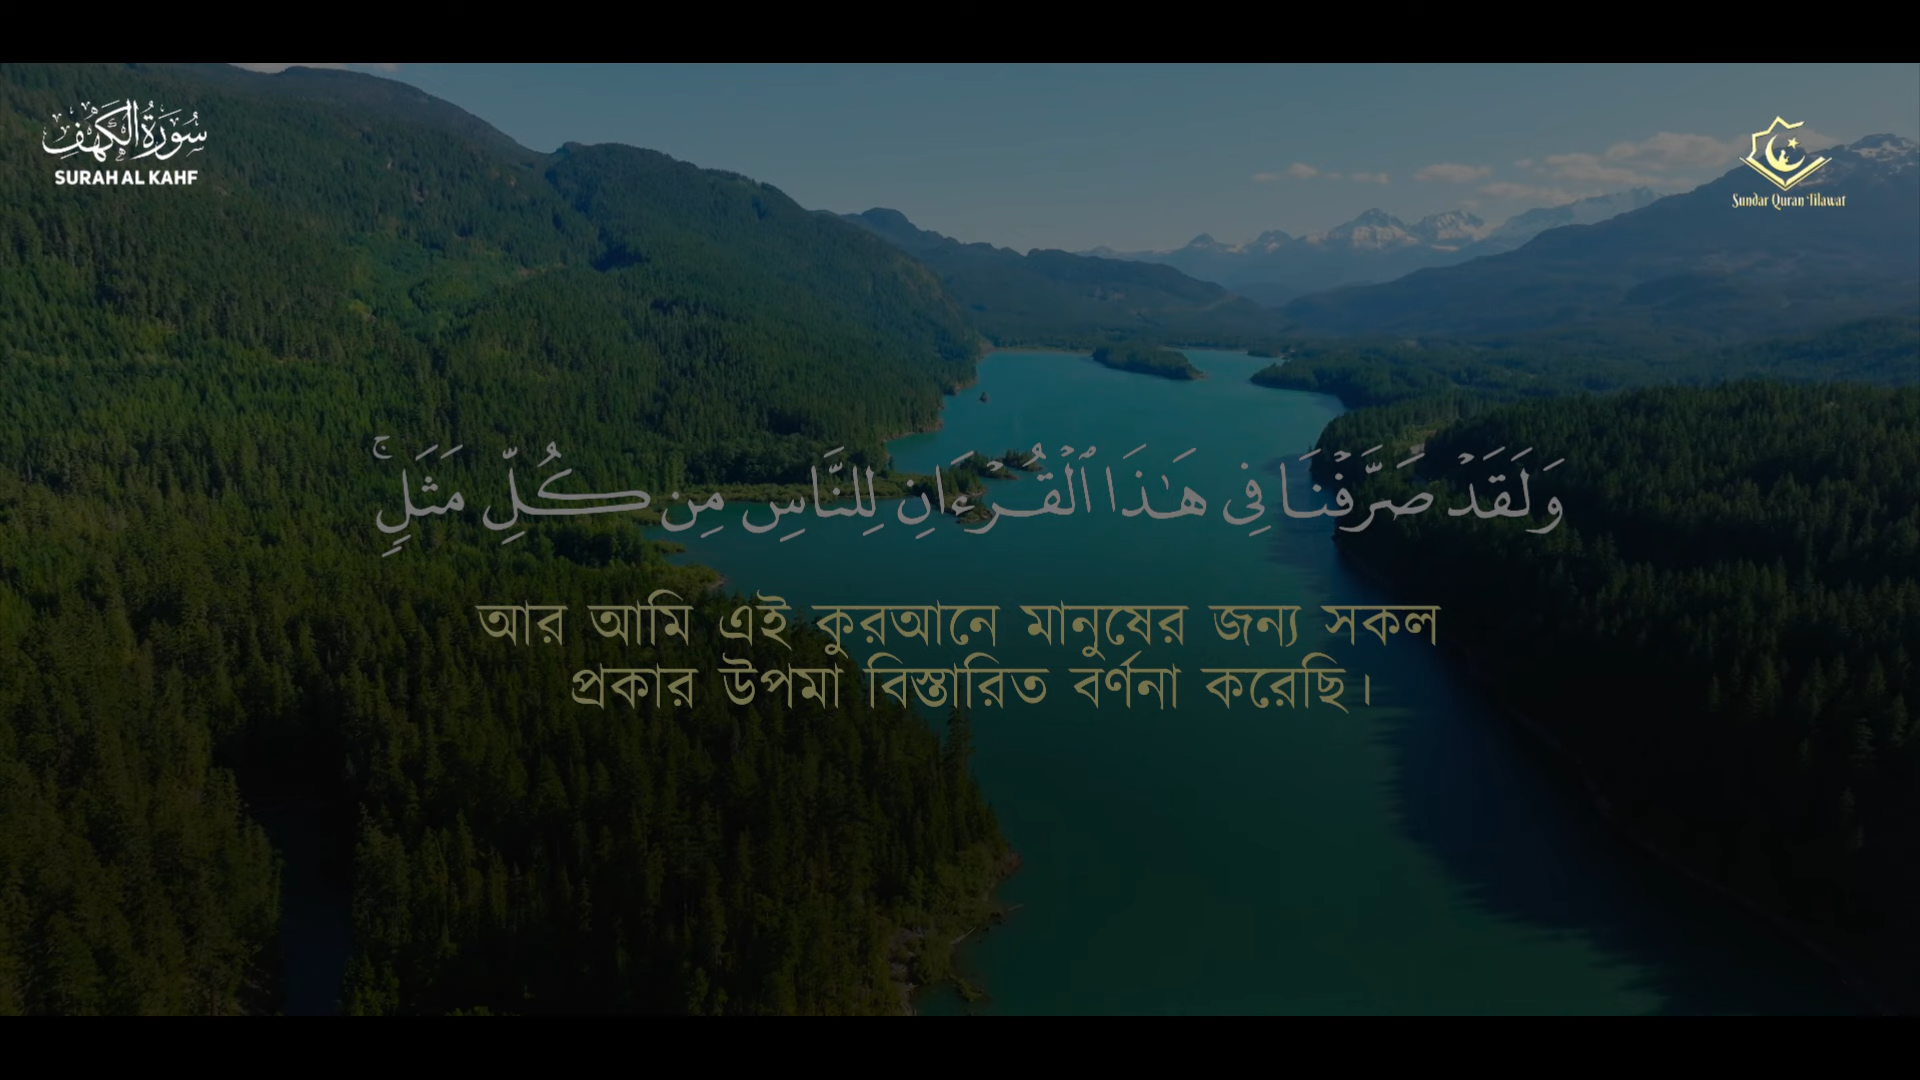 سُورَةُ الْكَهْفِ
SURAH AL KAHF
Sundar Quran Tilawat
وَلَقَدۡ صَرَّفۡنَا فِي هَٰذَا ٱلۡقُرۡءَانِ لِلنَّاسِ مِن كُلِّ مَثَلٖۚ
আর আমি এই কুরআনে মানুষের জন্য সকল
প্রকার উপমা বিস্তারিত বর্ণনা করেছি।